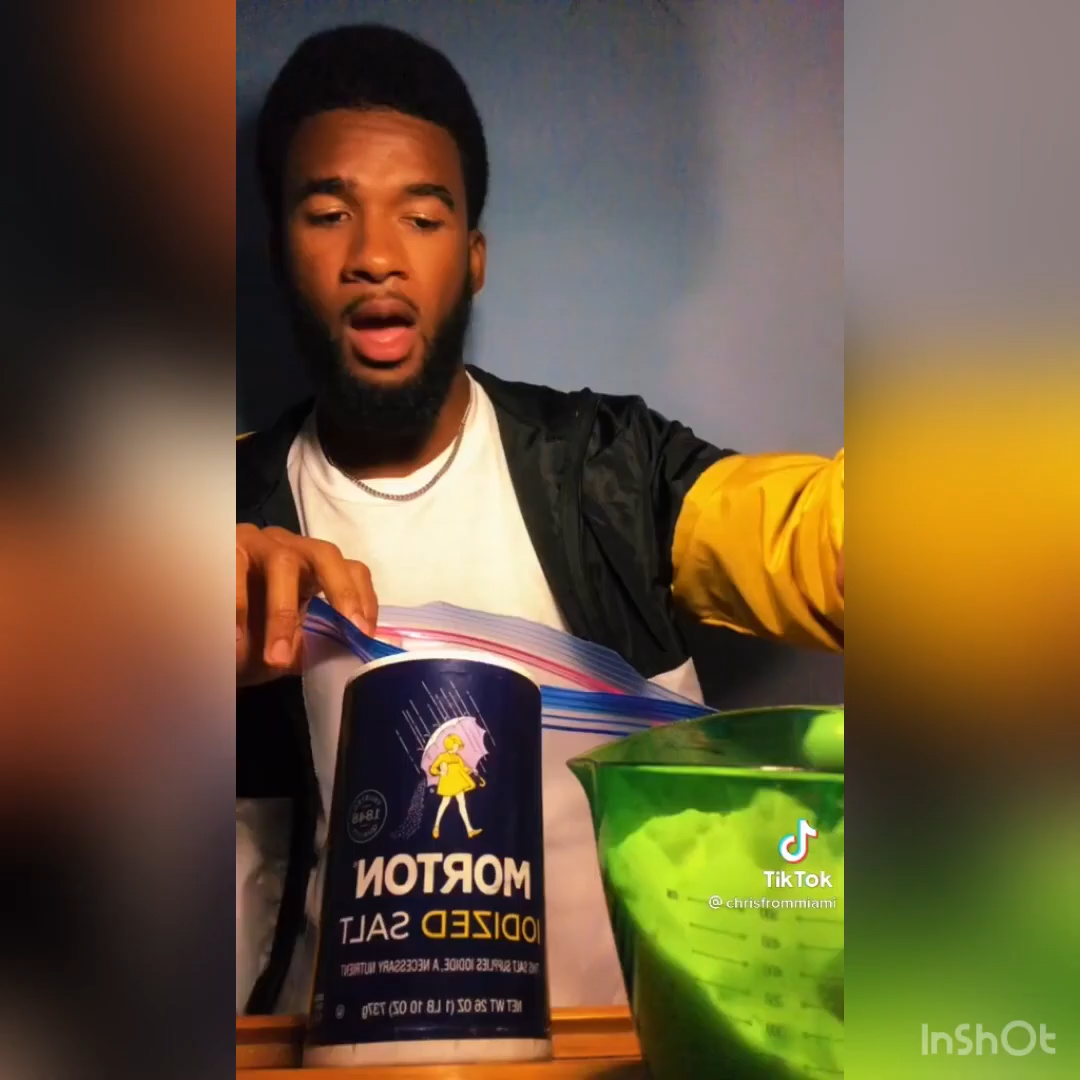 1848
MORTON
IODIZED SALT
THIS SALT SUPPLIES IODIDE, A NECESSARY NUTRIENT
NET WT 26 OZ (1 LB 10 OZ) 737g
TikTok
@chrisfrommiami
InShOt